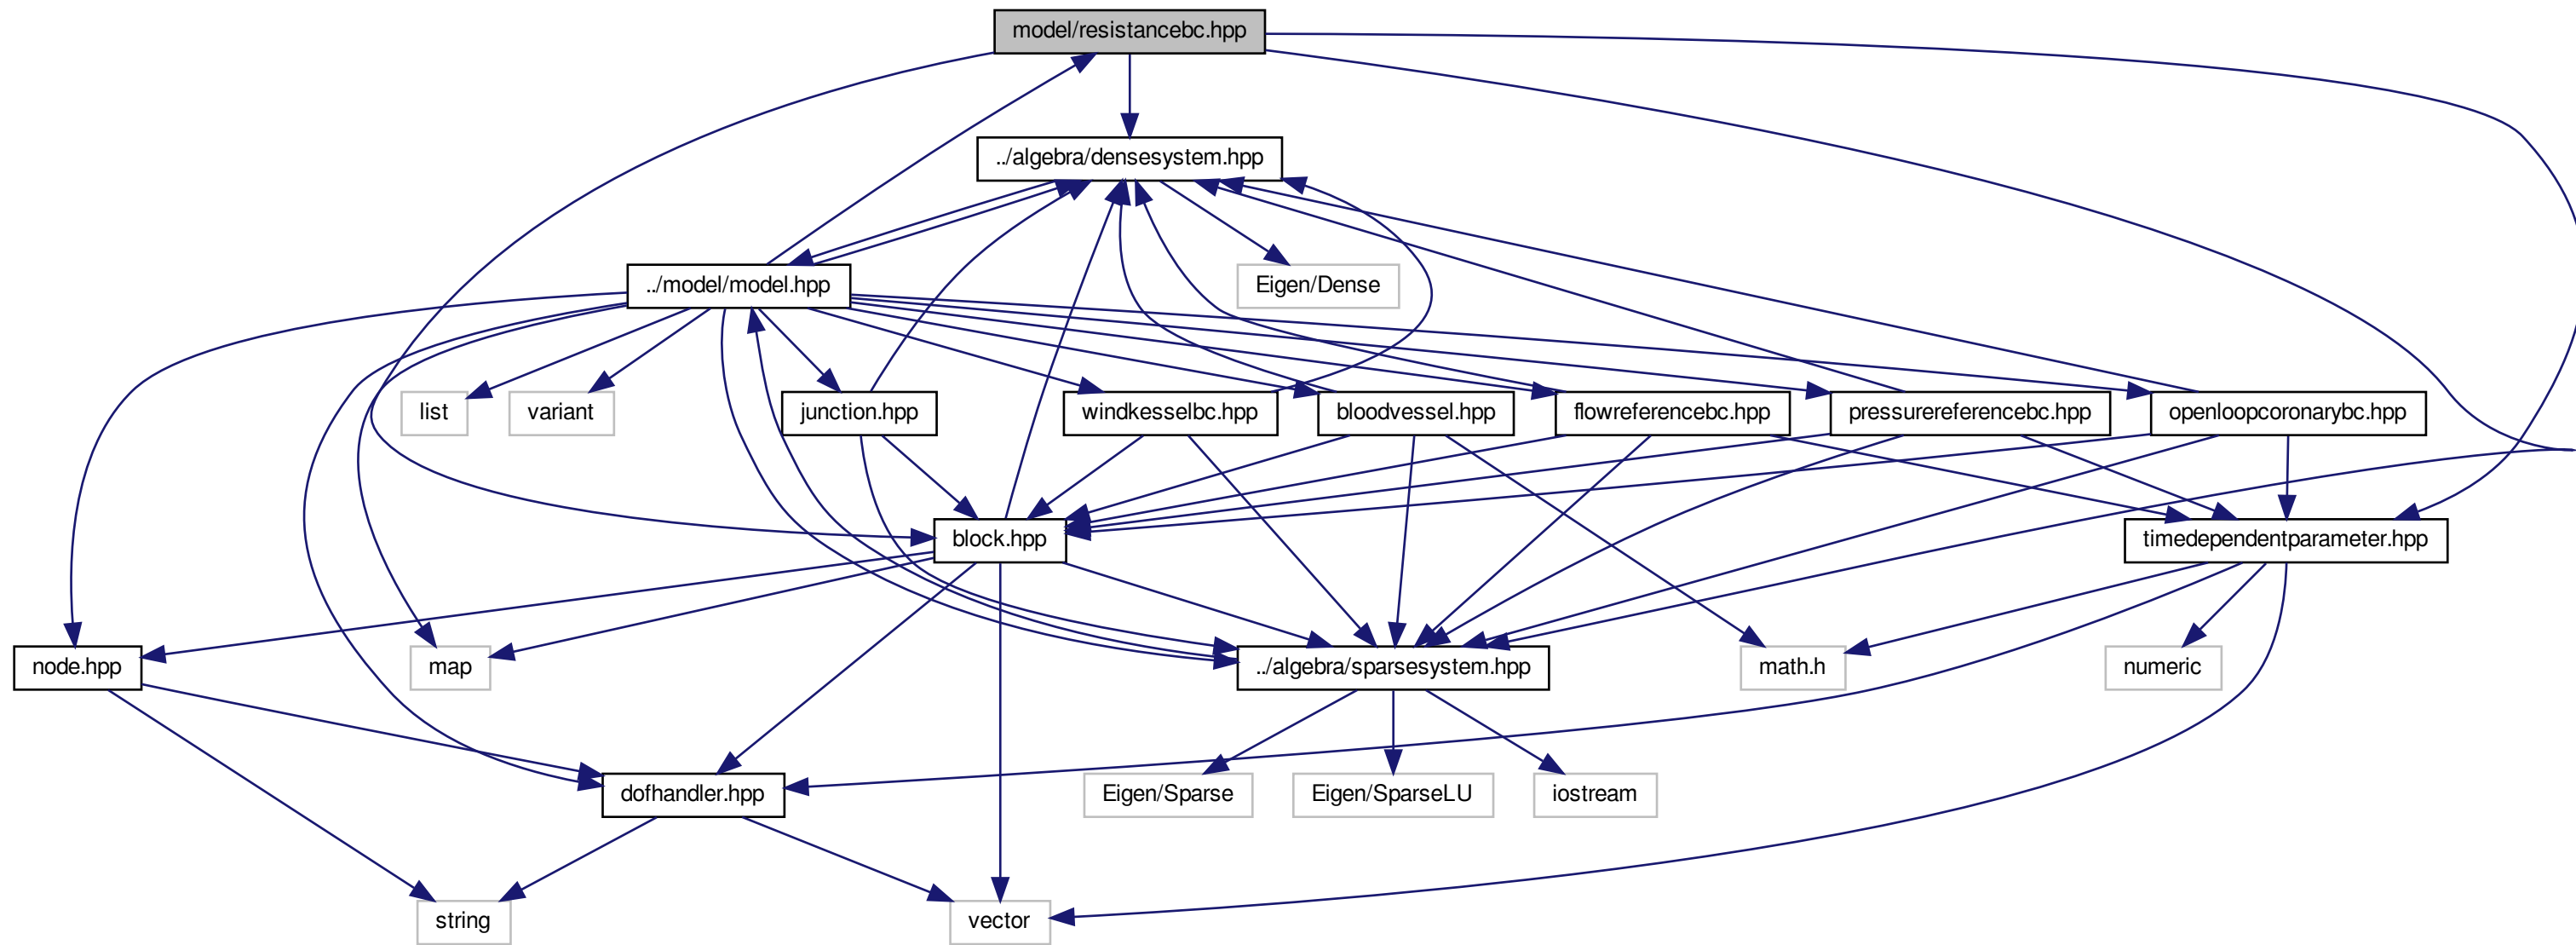 model/resistancebc.hpp
../algebra/densesystem.hpp
../model/model.hpp
Eigen/Dense
list
variant
junction.hpp
windkesselbc.hpp
bloodvessel.hpp
flowreferencebc.hpp
pressurereferencebc.hpp
openloopcoronarybc.hpp
block.hpp
timedependentparameter.hpp
node.hpp
map
../algebra/sparsesystem.hpp
math.h
numeric
dofhandler.hpp
Eigen/Sparse
Eigen/SparseLU
iostream
string
vector